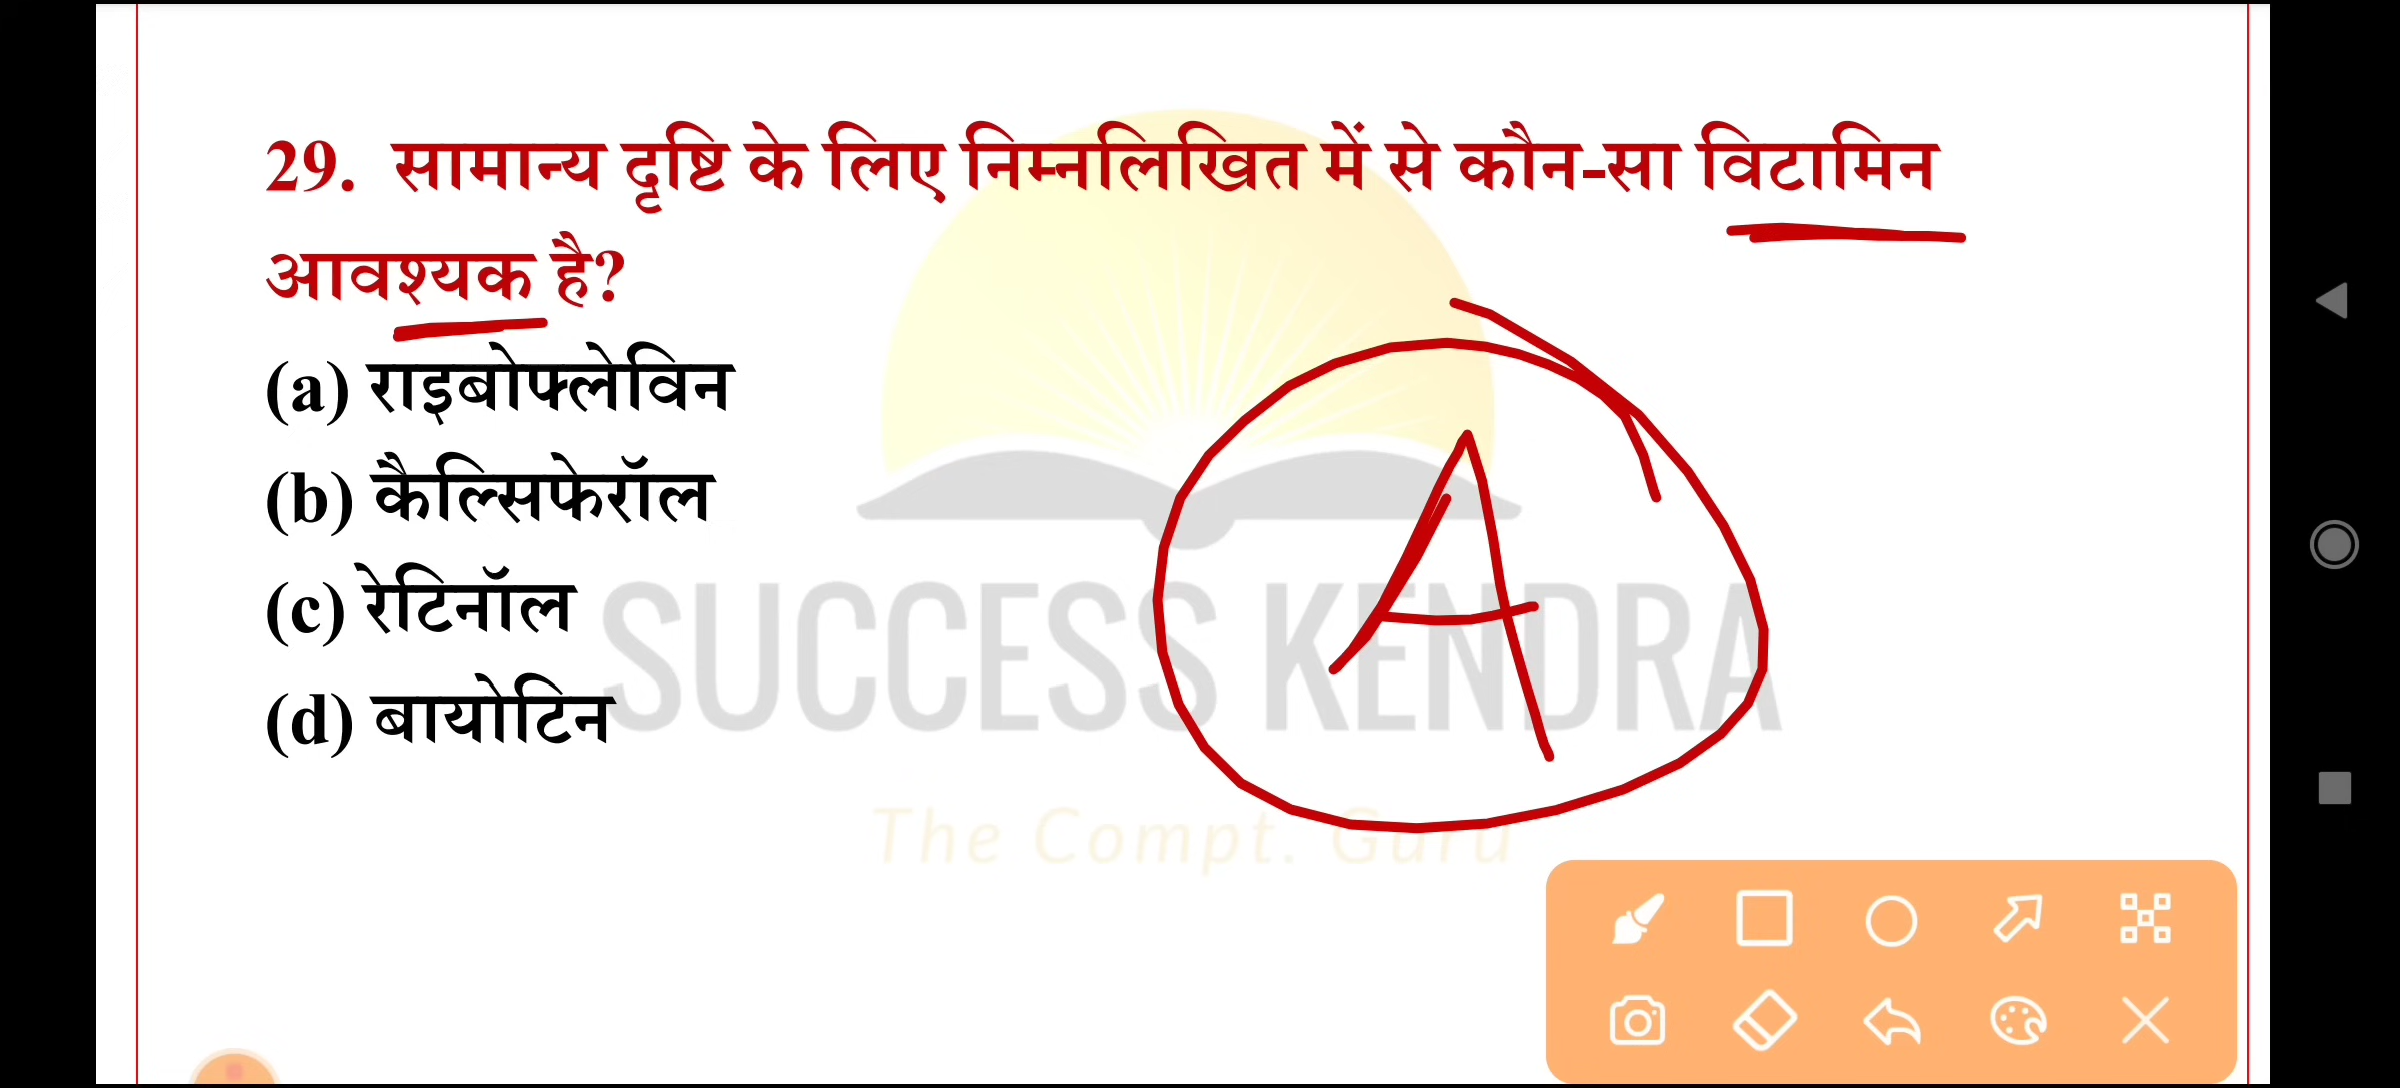 29. सामान्य दृष्टि के लिए निम्नलिखित में से कौन-सा विटामिन
आवश्यक है?
(a) राइबोफ्लेविन
(b) कैल्सिफेरॉल
(c) रेटिनॉल
(d) बायोटिन
A
SUCCESS KENDRA
The Compt. Guru